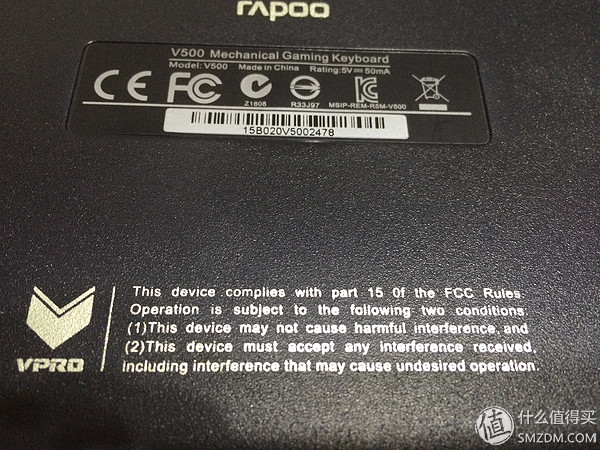 rapoo
V500 Mechanical Gaming Keyboard
Model: V500 Made in China Rating:5V⎓50mA
CE FC Z1608 R33J97 MSIP-REM-R5M-V500
15B020V5002478
This device complies with part 15 0f the FCC Rules.
Operation is subject to the following two conditions:
(1)This device may not cause harmful interference, and
(2)This device must accept any interference received,
including interference that may cause undesired operation.
VPRO
值 什么值得买
SMZDM.COM